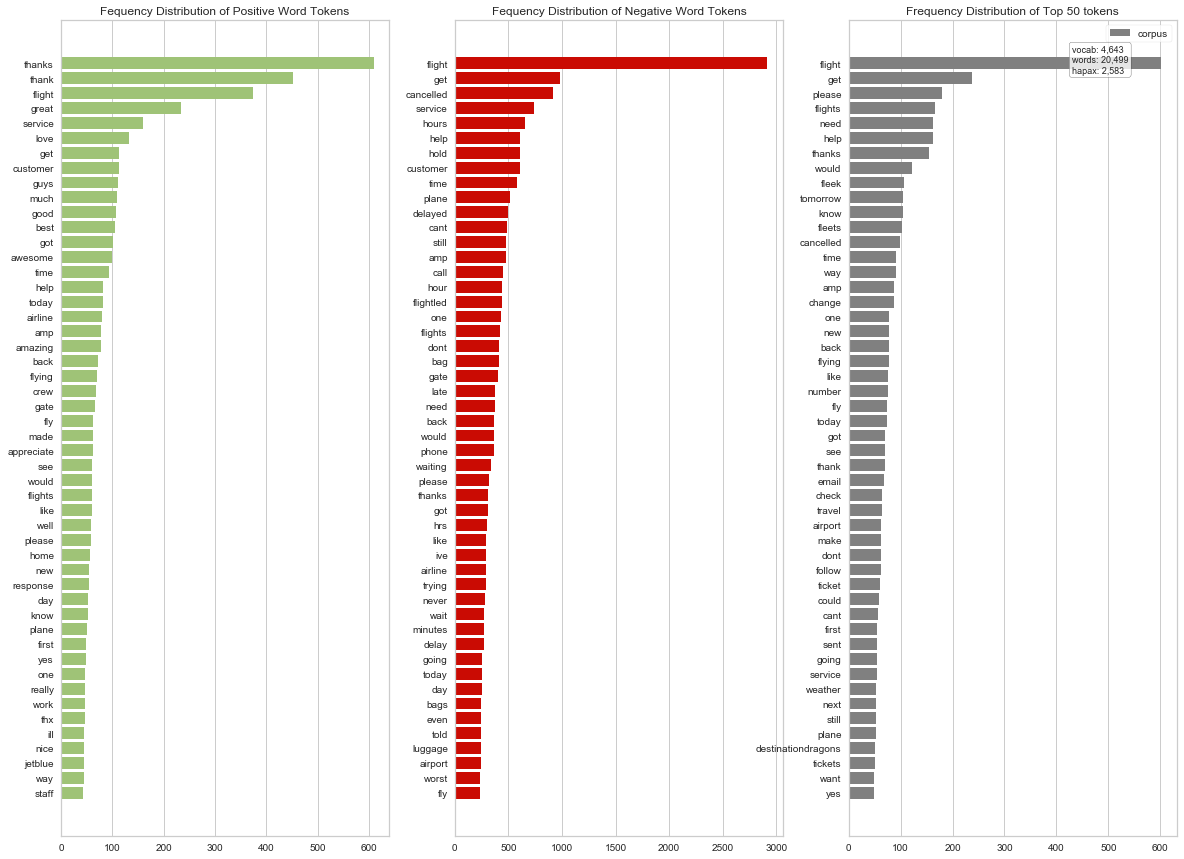 Fequency Distribution of Positive Word Tokens
thanks
thank
flight
great
service
love
get
customer
guys
much
good
best
got
awesome
time
help
today
airline
amp
amazing
back
flying
crew
gate
fly
made
appreciate
see
would
flights
like
well
please
home
new
response
day
know
plane
first
yes
one
really
work
thx
ill
nice
jetblue
way
staff
0 100 200 300 400 500 600
Fequency Distribution of Negative Word Tokens
flight
get
cancelled
service
hours
help
hold
customer
time
plane
delayed
cant
still
amp
call
hour
flightled
one
flights
dont
bag
gate
late
need
back
would
phone
waiting
please
thanks
got
hrs
like
ive
airline
trying
never
wait
minutes
delay
going
today
day
bags
even
told
luggage
airport
worst
fly
0 500 1000 1500 2000 2500 3000
Frequency Distribution of Top 50 tokens
corpus
vocab: 4,643
words: 20,499
hapax: 2,583
flight
get
please
flights
need
help
thanks
would
fleek
tomorrow
know
fleets
cancelled
time
way
amp
change
one
new
back
flying
like
number
fly
today
got
see
thank
email
check
travel
airport
make
dont
follow
ticket
could
cant
first
sent
going
service
weather
next
still
plane
destinationdragons
tickets
want
yes
0 100 200 300 400 500 600